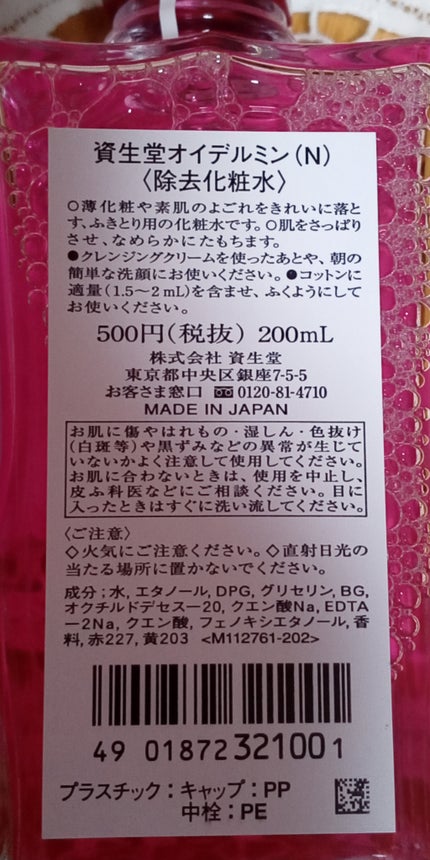 資生堂オイデルミン(N)
〈除去化粧水〉
○薄化粧や素肌のよごれをきれいに落と
す、ふきとり用の化粧水です。○肌をさっぱり
させ、なめらかにたもちます。
●クレンジングクリームを使ったあとや、朝の
簡単な洗顔にお使いください。●コットンに
適量(1.5〜2mL)を含ませ、ふくようにして
お使いください。
500円(税抜) 200mL
株式会社 資生堂
東京都中央区銀座7-5-5
お客さま窓口 0120-81-4710
MADE IN JAPAN
お肌に傷やはれもの・湿しん・色抜け
(白斑等)や黒ずみなどの異常が生じて
いないかよく注意して使用してください。
お肌に合わないときは、使用を中止し、
皮ふ科医などにご相談ください。目に
入ったときはすぐに洗い流してください。
〈ご注意〉
◇火気にご注意ください。◇直射日光の
当たる場所に置かないでください。
成分;水, エタノール, DPG, グリセリン, BG,
オクチルドデセス―20, クエン酸Na, EDTA
―2Na, クエン酸, フェノキシエタノール, 香
料, 赤227, 黄203 <M112761-202>
49 01872 321001
プラスチック:キャップ:PP
中栓:PE